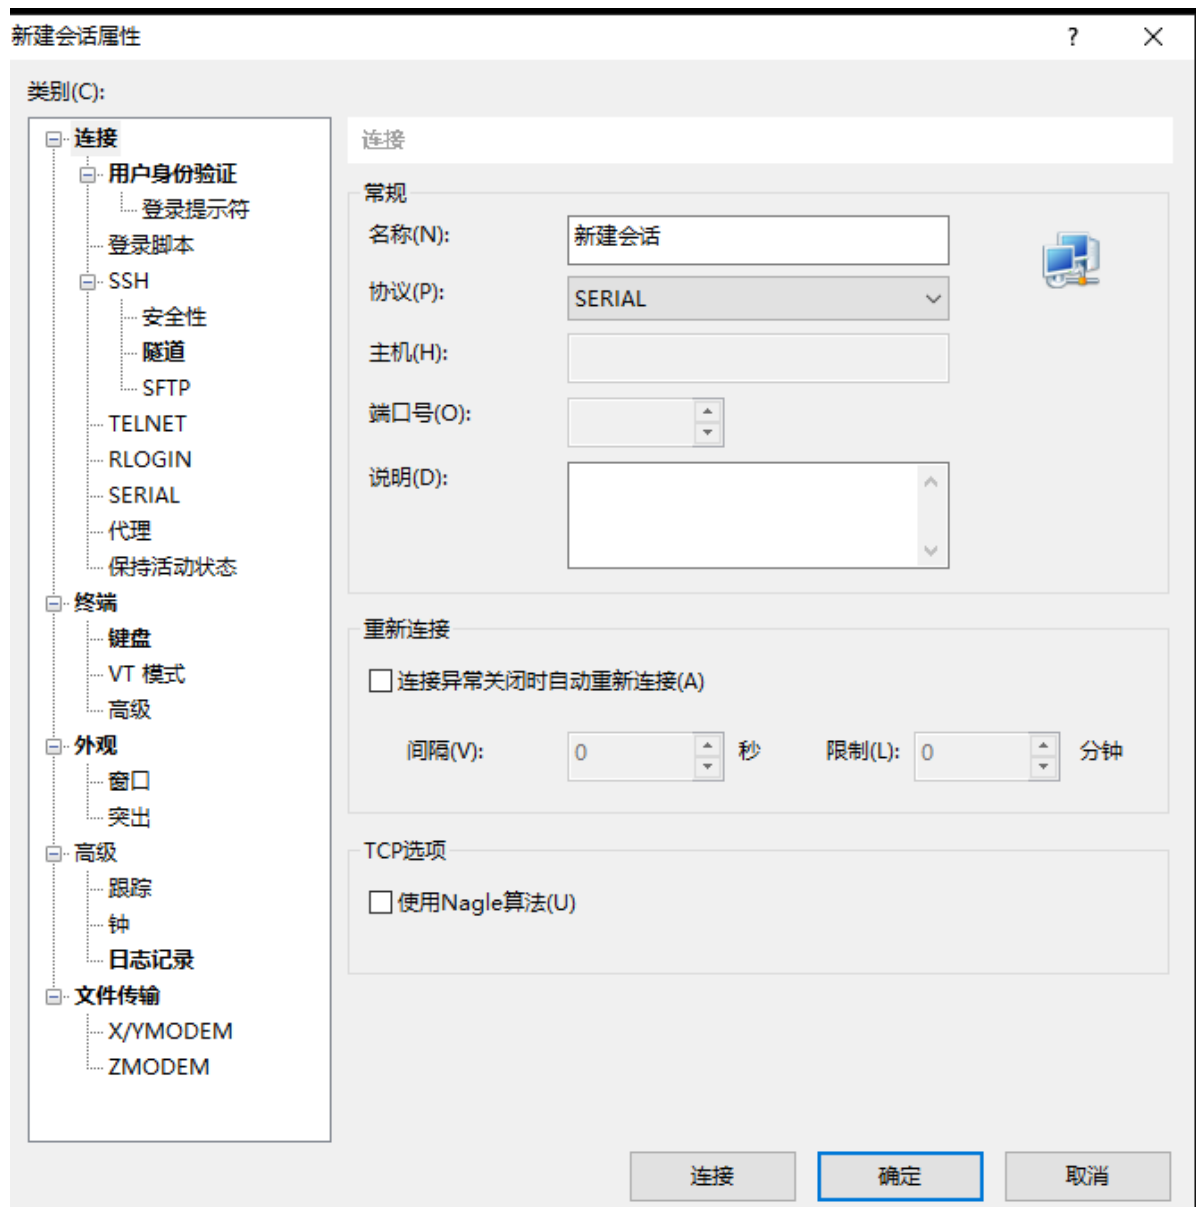 新建会话属性
?
类别(C):
连接
用户身份验证
登录提示符
登录脚本
SSH
安全性
隧道
SFTP
TELNET
RLOGIN
SERIAL
代理
保持活动状态
终端
键盘
VT 模式
高级
外观
窗口
突出
高级
跟踪
钟
日志记录
文件传输
X/YMODEM
ZMODEM
连接
常规
名称(N): 新建会话
协议(P): SERIAL
主机(H):
端口号(O):
说明(D):
重新连接
连接异常关闭时自动重新连接(A)
间隔(V): 0 秒 限制(L): 0 分钟
TCP选项
使用Nagle算法(U)
连接 确定 取消